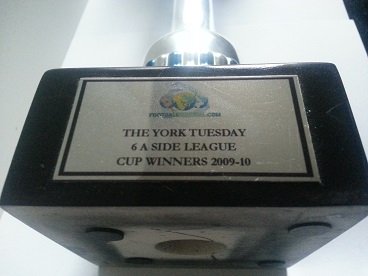 THE YORK TUESDAY
6 A SIDE LEAGUE
CUP WINNERS 2009-10